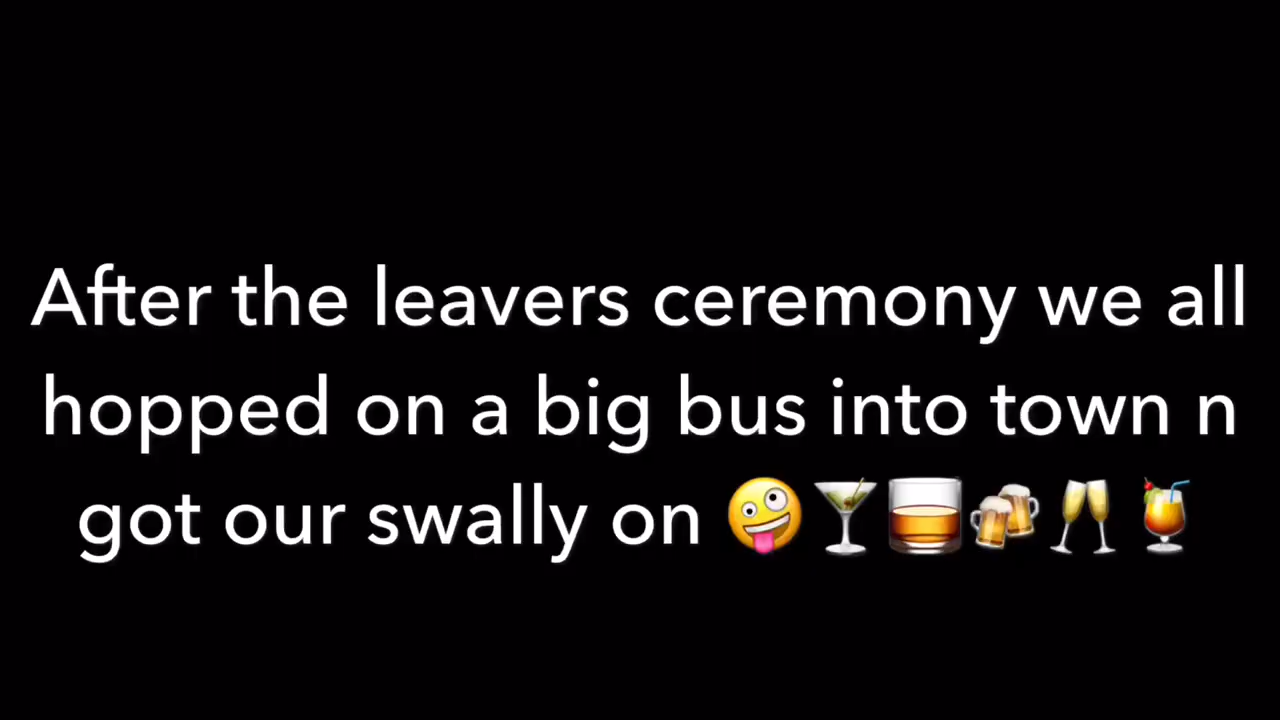 After the leavers ceremony we all
hopped on a big bus into town n
got our swally on 🤪🍸🥃🍻🥂🍹